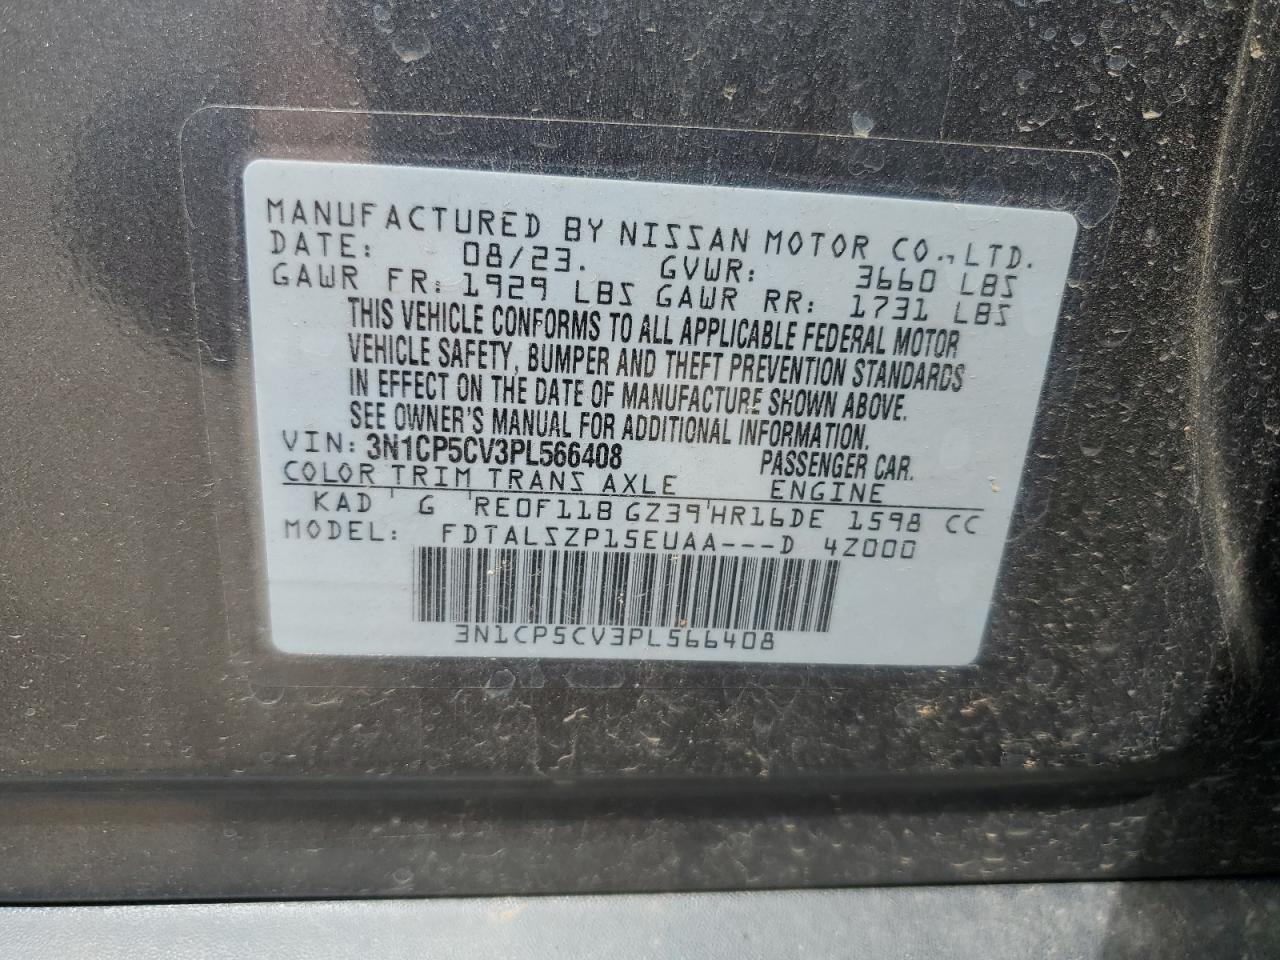 MANUFACTURED BY NISSAN MOTOR CO., LTD.
DATE: 08/23. GVWR: 3660 LBS
GAWR FR: 1929 LBS GAWR RR: 1731 LBS
THIS VEHICLE CONFORMS TO ALL APPLICABLE FEDERAL MOTOR
VEHICLE SAFETY, BUMPER AND THEFT PREVENTION STANDARDS
IN EFFECT ON THE DATE OF MANUFACTURE SHOWN ABOVE.
SEE OWNER'S MANUAL FOR ADDITIONAL INFORMATION.
VIN: 3N1CP5CV3PL566408 PASSENGER CAR.
COLOR TRIM TRANS AXLE ENGINE
KAD ' G ' RE0F11B GZ39'HR16DE 1598 CC
MODEL: FDTALSZP15EUAA---D 4Z000
3N1CP5CV3PL566408